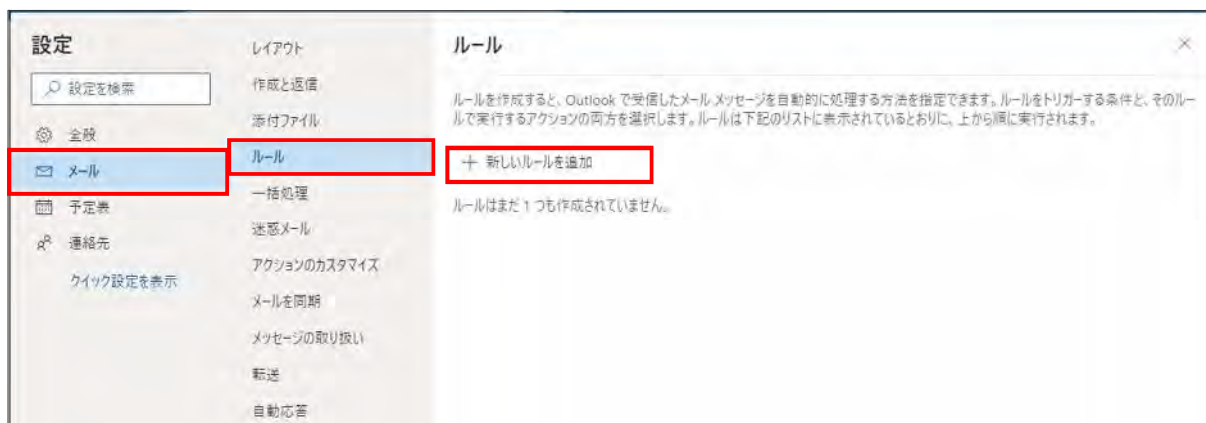 設定
設定を検索
全般
メール
予定表
連絡先
クイック設定を表示
レイアウト
作成と返信
添付ファイル
ルール
一括処理
迷惑メール
アクションのカスタマイズ
メールを同期
メッセージの取り扱い
転送
自動応答
ルール
ルールを作成すると、Outlook で受信したメール メッセージを自動的に処理する方法を指定できます。ルールをトリガーする条件と、そのルー
ルで実行するアクションの両方を選択します。ルールは下記のリストに表示されているとおりに、上から順に実行されます。
+ 新しいルールを追加
ルールはまだ 1 つも作成されていません。